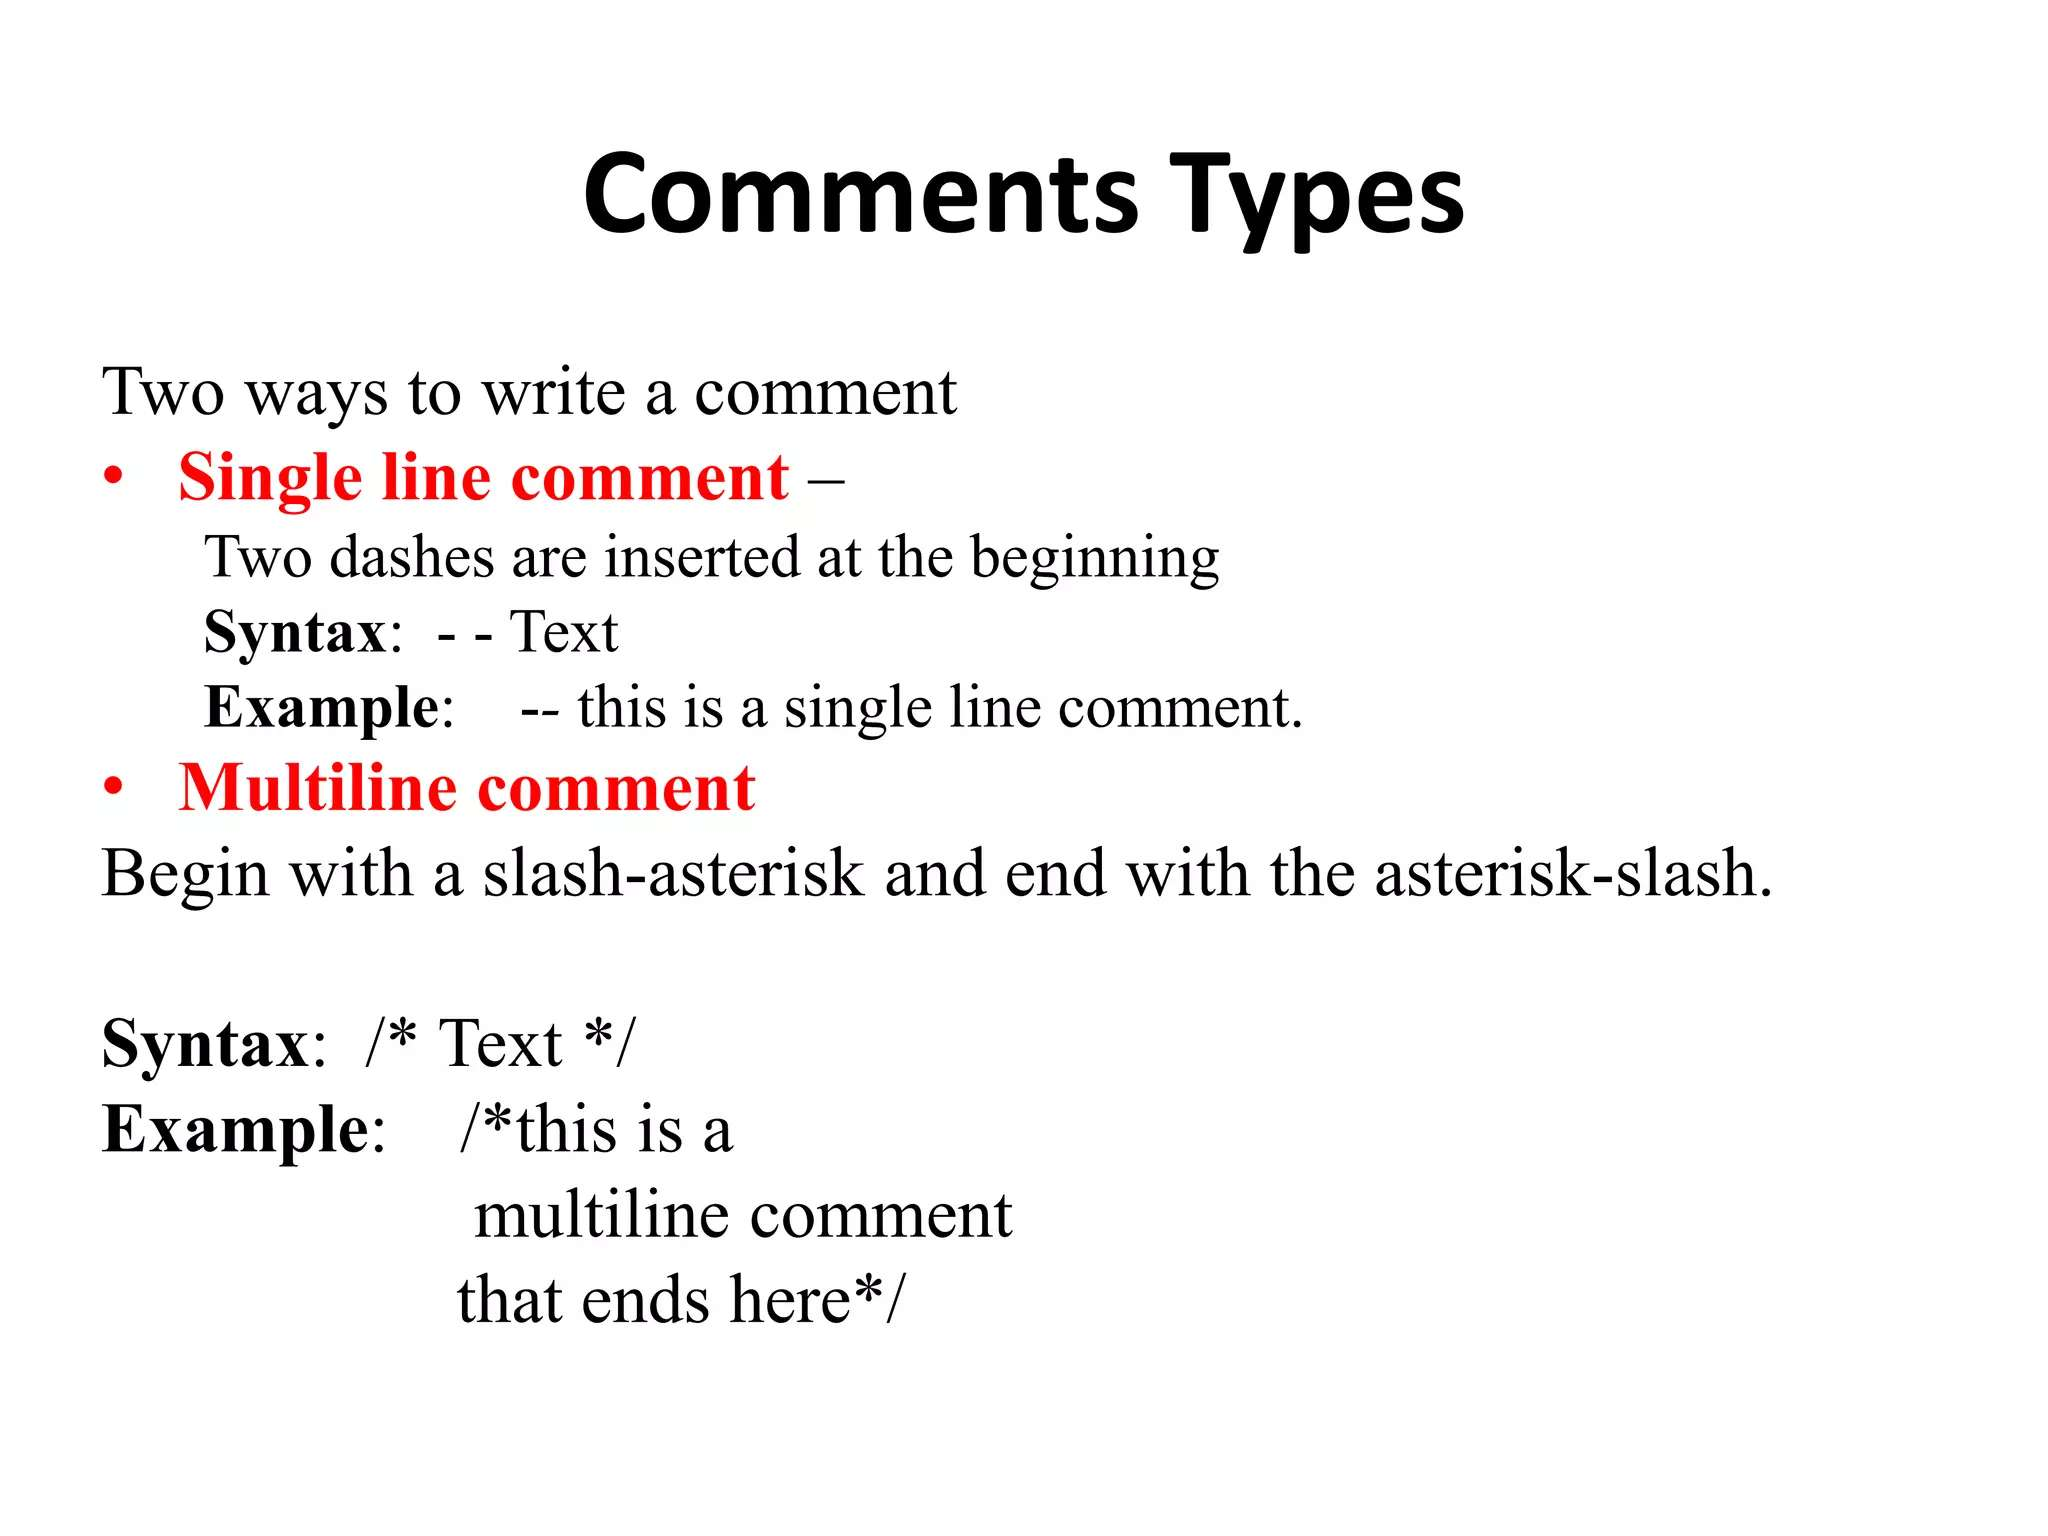 Comments Types
Two ways to write a comment
• Single line comment –
Two dashes are inserted at the beginning
Syntax: - - Text
Example: -- this is a single line comment.
• Multiline comment
Begin with a slash-asterisk and end with the asterisk-slash.
Syntax: /* Text */
Example: /*this is a
multiline comment
that ends here*/